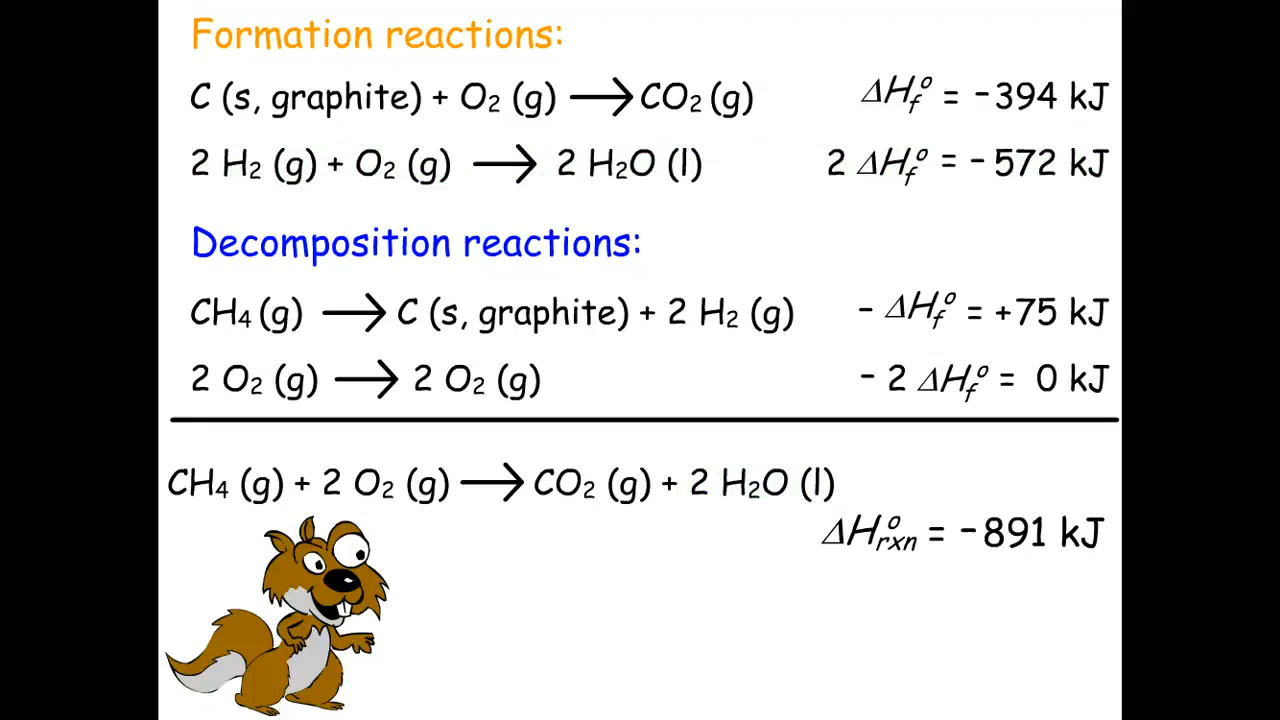 Formation reactions:
C (s, graphite) + O₂ (g) ⟶ CO₂ (g) ΔH°f = -394 kJ
2 H₂ (g) + O₂ (g) ⟶ 2 H₂O (l) 2 ΔH°f = -572 kJ
Decomposition reactions:
CH₄ (g) ⟶ C (s, graphite) + 2 H₂ (g) - ΔH°f = +75 kJ
2 O₂ (g) ⟶ 2 O₂ (g) - 2 ΔH°f = 0 kJ
CH₄ (g) + 2 O₂ (g) ⟶ CO₂ (g) + 2 H₂O (l)
ΔH°rxn = -891 kJ